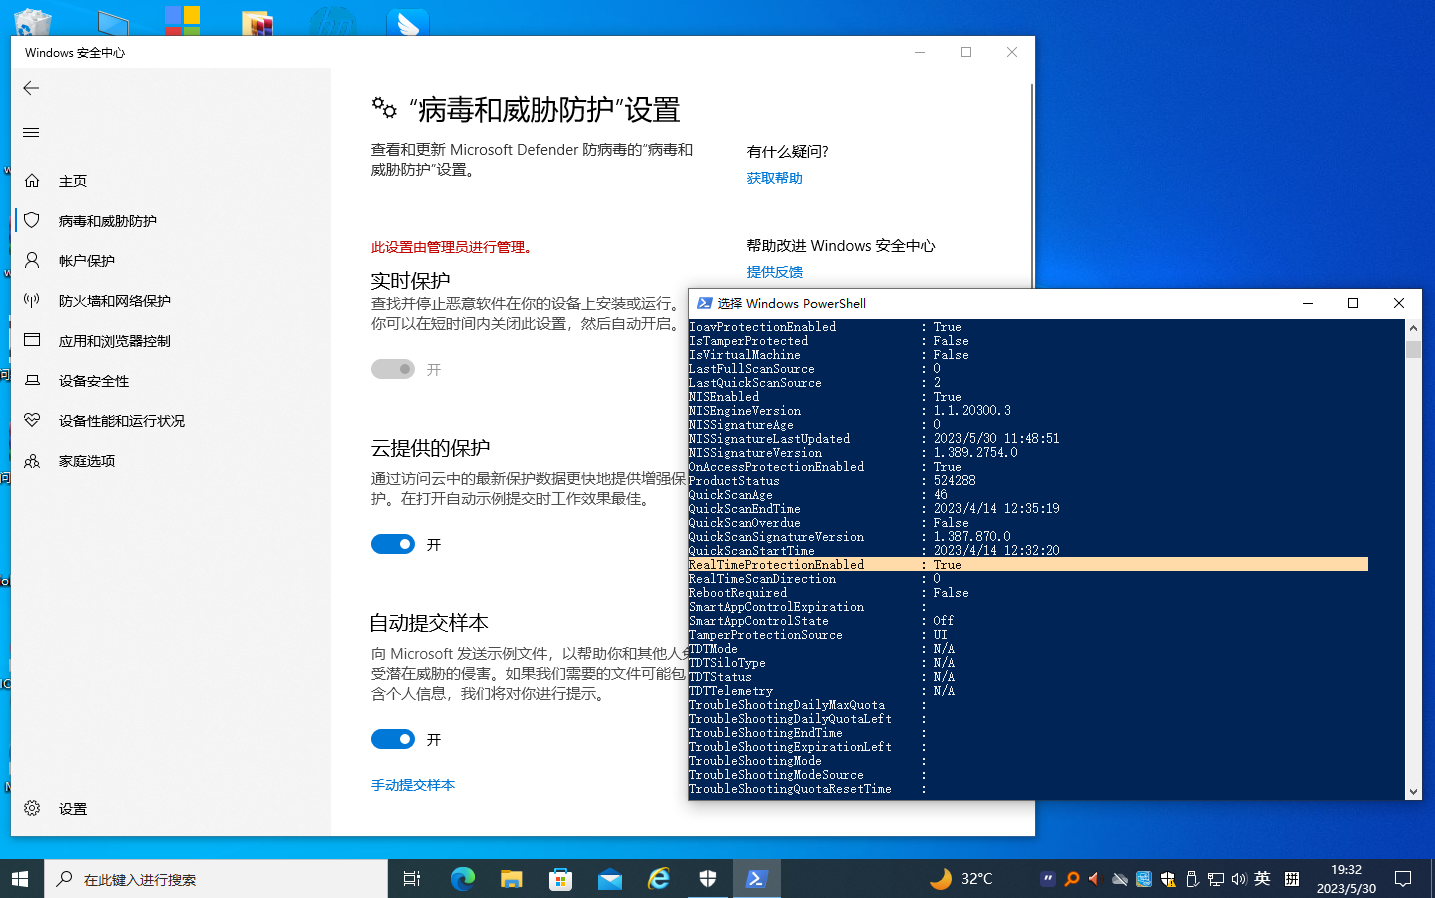 Windows 安全中心
“病毒和威胁防护”设置
查看和更新 Microsoft Defender 防病毒的“病毒和
威胁防护”设置。
有什么疑问?
获取帮助
主页
病毒和威胁防护
帐户保护
防火墙和网络保护
应用和浏览器控制
设备安全性
设备性能和运行状况
家庭选项
设置
此设置由管理员进行管理。
实时保护
查找并停止恶意软件在你的设备上安装或运行。
你可以在短时间内关闭此设置，然后自动开启。
开
帮助改进 Windows 安全中心
提供反馈
云提供的保护
通过访问云中的最新保护数据更快地提供增强保
护。在打开自动示例提交时工作效果最佳。
开
自动提交样本
向 Microsoft 发送示例文件，以帮助你和其他人免
受潜在威胁的侵害。如果我们需要的文件可能包
含个人信息，我们将对你进行提示。
开
手动提交样本
选择 Windows PowerShell
IoavProtectionEnabled : True
IsTamperProtected : False
IsVirtualMachine : False
LastFullScanSource : 0
LastQuickScanSource : 2
NISEnabled : True
NISEngineVersion : 1.1.20300.3
NISSignatureAge : 0
NISSignatureLastUpdated : 2023/5/30 11:48:51
NISSignatureVersion : 1.389.2754.0
OnAccessProtectionEnabled : True
ProductStatus : 524288
QuickScanAge : 46
QuickScanEndTime : 2023/4/14 12:35:19
QuickScanOverdue : False
QuickScanSignatureVersion : 1.387.870.0
QuickScanStartTime : 2023/4/14 12:32:20
RealTimeProtectionEnabled : True
RealTimeScanDirection : 0
RebootRequired : False
SmartAppControlExpiration :
SmartAppControlState : Off
TamperProtectionSource : UI
TDTMode : N/A
TDTSiloType : N/A
TDTStatus : N/A
TDTTelemetry : N/A
TroubleShootingDailyMaxQuota :
TroubleShootingDailyQuotaLeft :
TroubleShootingEndTime :
TroubleShootingExpirationLeft :
TroubleShootingMode :
TroubleShootingModeSource :
TroubleShootingQuotaResetTime :
在此键入进行搜索
32°C
英
拼
19:32
2023/5/30